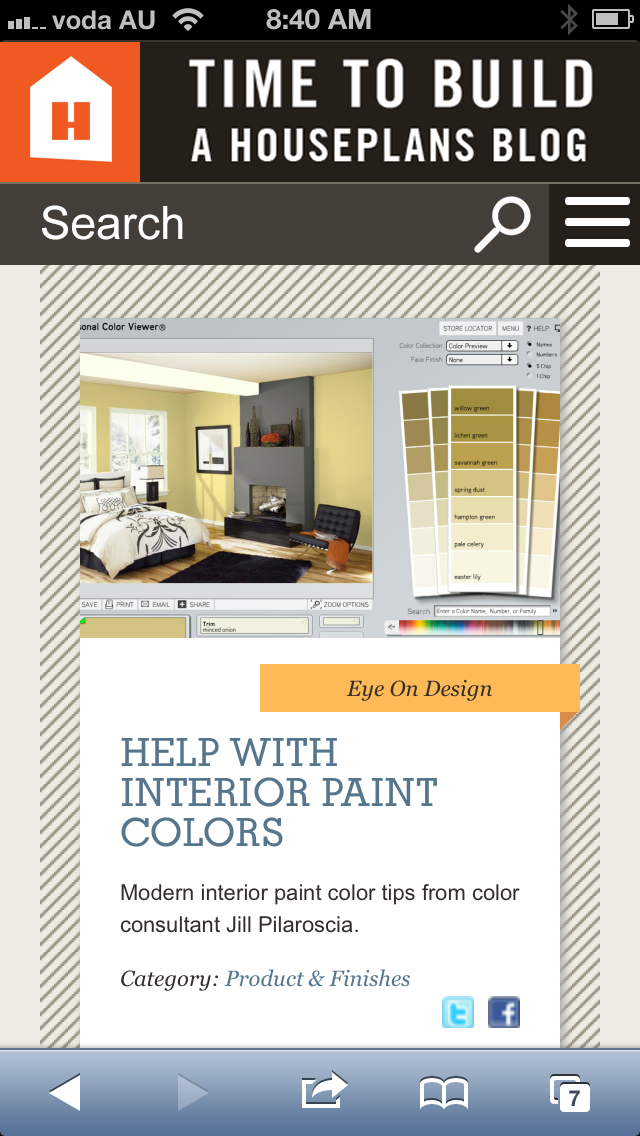 voda AU 8:40 AM
H
TIME TO BUILD
A HOUSEPLANS BLOG
Search
onal Color Viewer®
STORE LOCATOR MENU ? HELP
Color Collection Color Preview
Names
Numbers
Faux Finish None
5 Chip
1 Chip
willow green
lichen green
savannah green
spring dust
hampton green
pale celery
easter lily
SAVE PRINT EMAIL SHARE ZOOM OPTIONS
Search Enter a Color Name, Number, or Family
Trim
minced onion
Eye On Design
HELP WITH
INTERIOR PAINT
COLORS
Modern interior paint color tips from color
consultant Jill Pilaroscia.
Category: Product & Finishes
t f
7